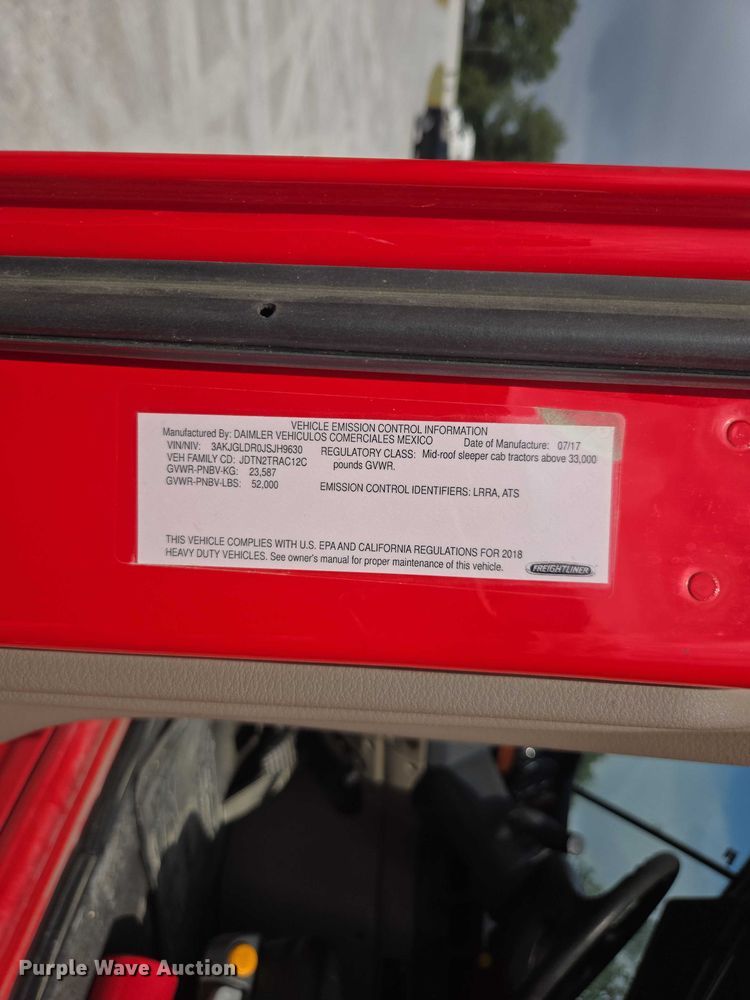 VEHICLE EMISSION CONTROL INFORMATION
Manufactured By: DAIMLER VEHICULOS COMERCIALES MEXICO Date of Manufacture: 07/17
VIN/NIV: 3AKJGLDR0JSJH9630 REGULATORY CLASS: Mid-roof sleeper cab tractors above 33,000
VEH FAMILY CD: JDTN2TRAC12C pounds GVWR.
GVWR-PNBV-KG: 23,587
GVWR-PNBV-LBS: 52,000 EMISSION CONTROL IDENTIFIERS: LRRA, ATS
THIS VEHICLE COMPLIES WITH U.S. EPA AND CALIFORNIA REGULATIONS FOR 2018
HEAVY DUTY VEHICLES. See owner's manual for proper maintenance of this vehicle.
FREIGHTLINER
Purple Wave Auction